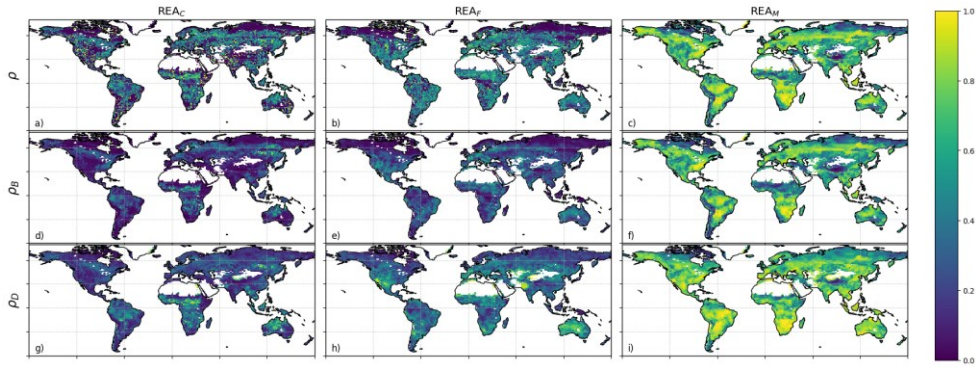 REA_C REA_F REA_M
ρ
a) b) c)
ρ_B
d) e) f)
ρ_D
g) h) i)
1.0
0.8
0.6
0.4
0.2
0.0